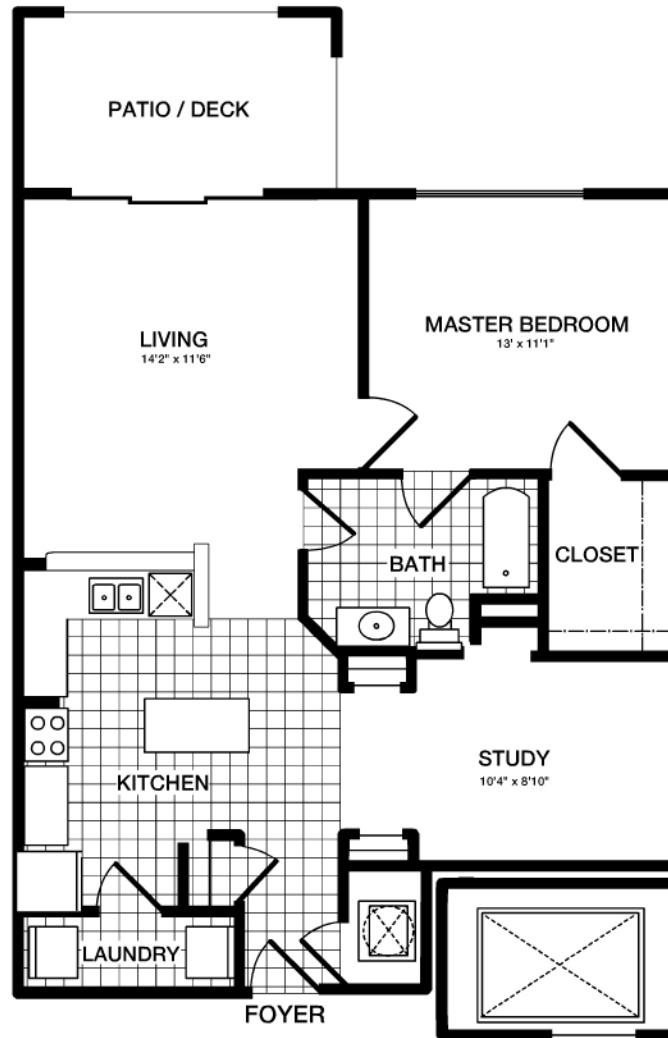 PATIO / DECK
LIVING
14'2" x 11'6"
MASTER BEDROOM
13' x 11'1"
BATH
CLOSET
STUDY
10'4" x 8'10"
KITCHEN
LAUNDRY
FOYER